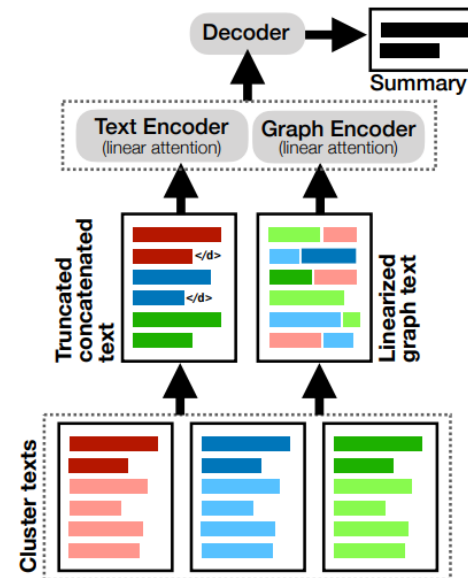 Decoder
Summary
Text Encoder
(linear attention)
Graph Encoder
(linear attention)
Truncated
concatenated
text
</d>
</d>
Linearized
graph text
Cluster texts